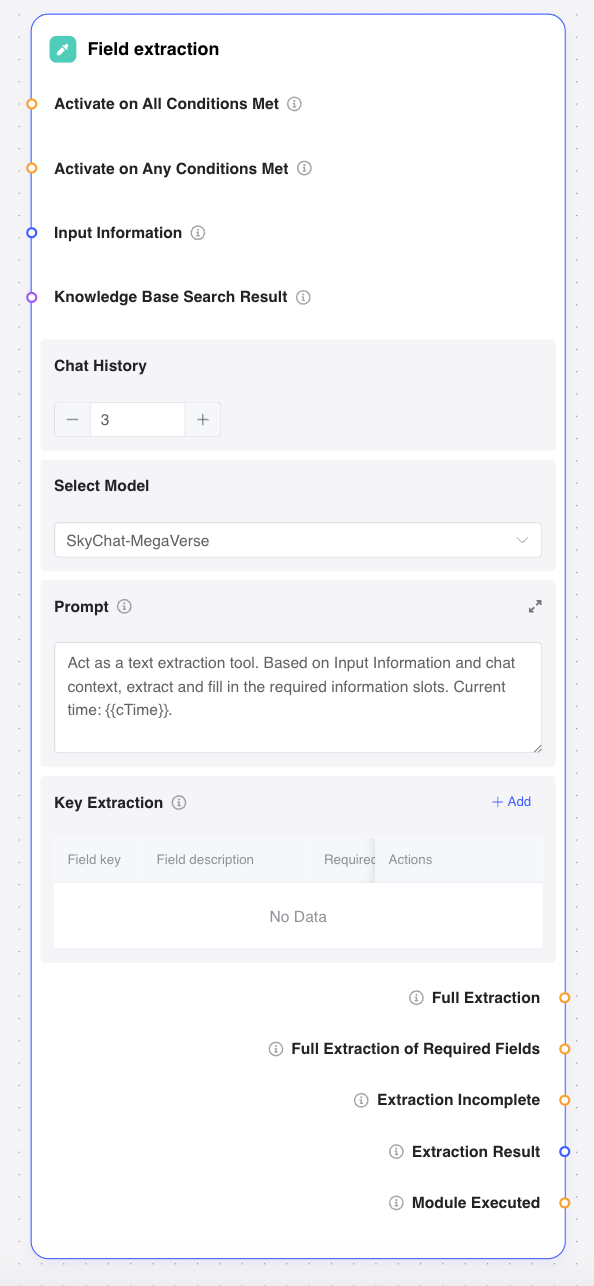 Field extraction
Activate on All Conditions Met
Activate on Any Conditions Met
Input Information
Knowledge Base Search Result
Chat History
3
Select Model
SkyChat-MegaVerse
Prompt
Act as a text extraction tool. Based on Input Information and chat
context, extract and fill in the required information slots. Current
time: {{cTime}}.
Key Extraction + Add
Field key Field description Required Actions
No Data
Full Extraction
Full Extraction of Required Fields
Extraction Incomplete
Extraction Result
Module Executed